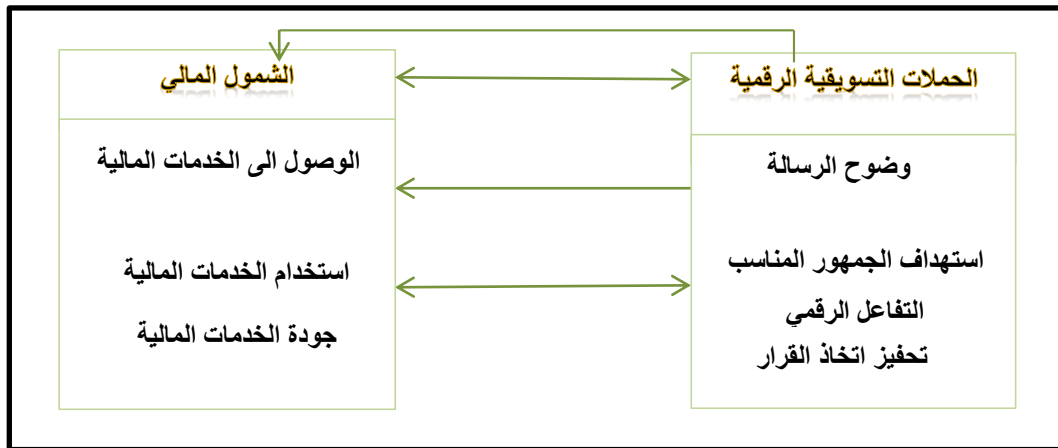 الحملات التسويقية الرقمية
وضوح الرسالة
استهداف الجمهور المناسب
التفاعل الرقمي
تحفيز اتخاذ القرار
الشمول المالي
الوصول الى الخدمات المالية
استخدام الخدمات المالية
جودة الخدمات المالية